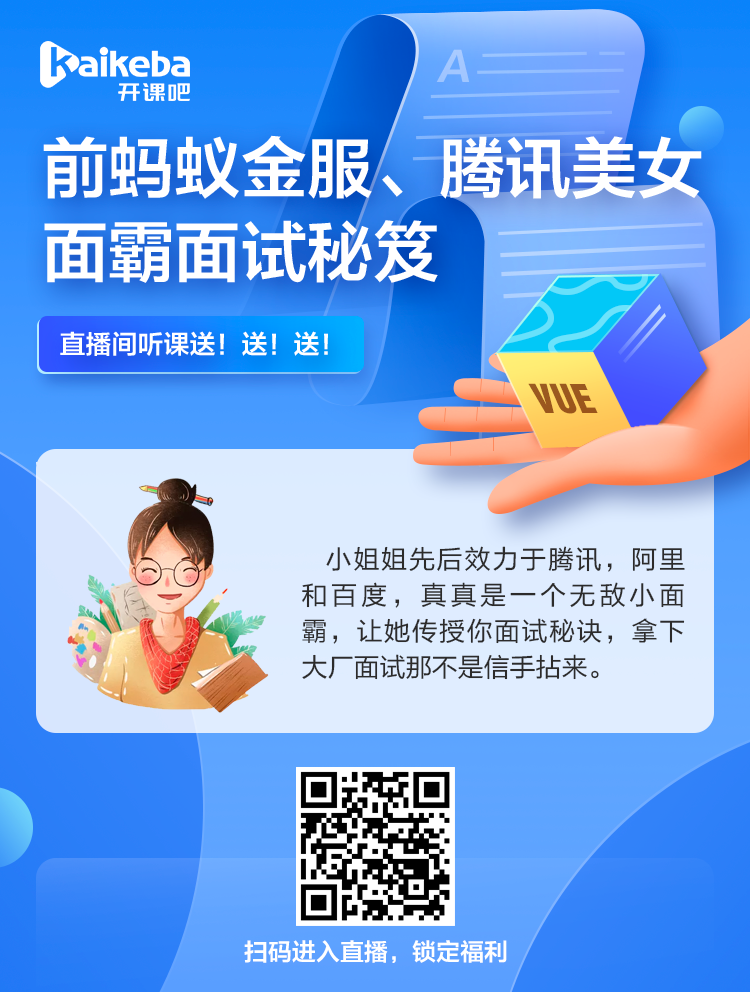 Kaikeba
开课吧
A
前蚂蚁金服、腾讯美女
面霸面试秘笈
直播间听课送！送！送！
VUE
小姐姐先后效力于腾讯，阿里
和百度，真真是一个无敌小面
霸，让她传授你面试秘诀，拿下
大厂面试那不是信手拈来。
扫码进入直播，锁定福利